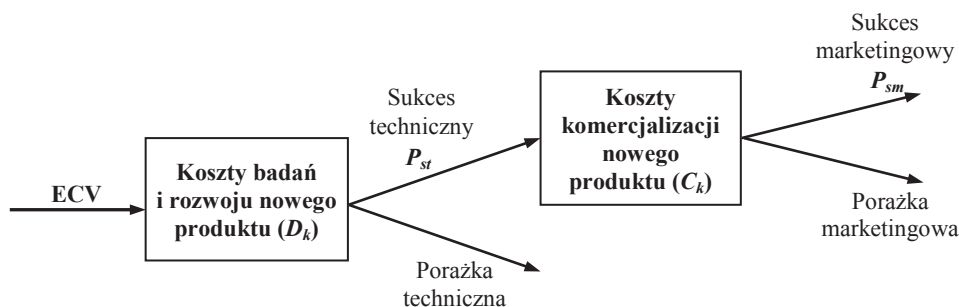 ECV
Koszty badań
i rozwoju nowego
produktu (Dk)
Sukces
techniczny
Pst
Porażka
techniczna
Koszty
komercjalizacji
nowego
produktu (Ck)
Sukces
marketingowy
Psm
Porażka
marketingowa